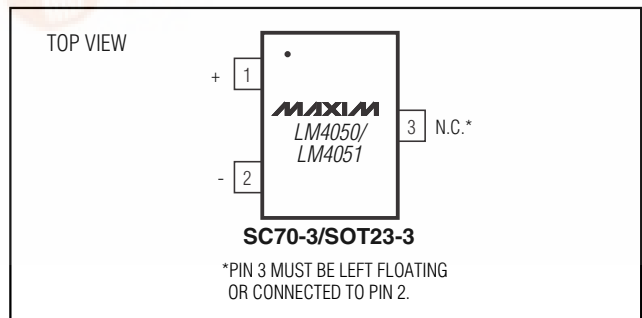 TOP VIEW
+ 1
MAXIM
LM4050/
LM4051
3 N.C.*
- 2
SC70-3/SOT23-3
*PIN 3 MUST BE LEFT FLOATING
OR CONNECTED TO PIN 2.